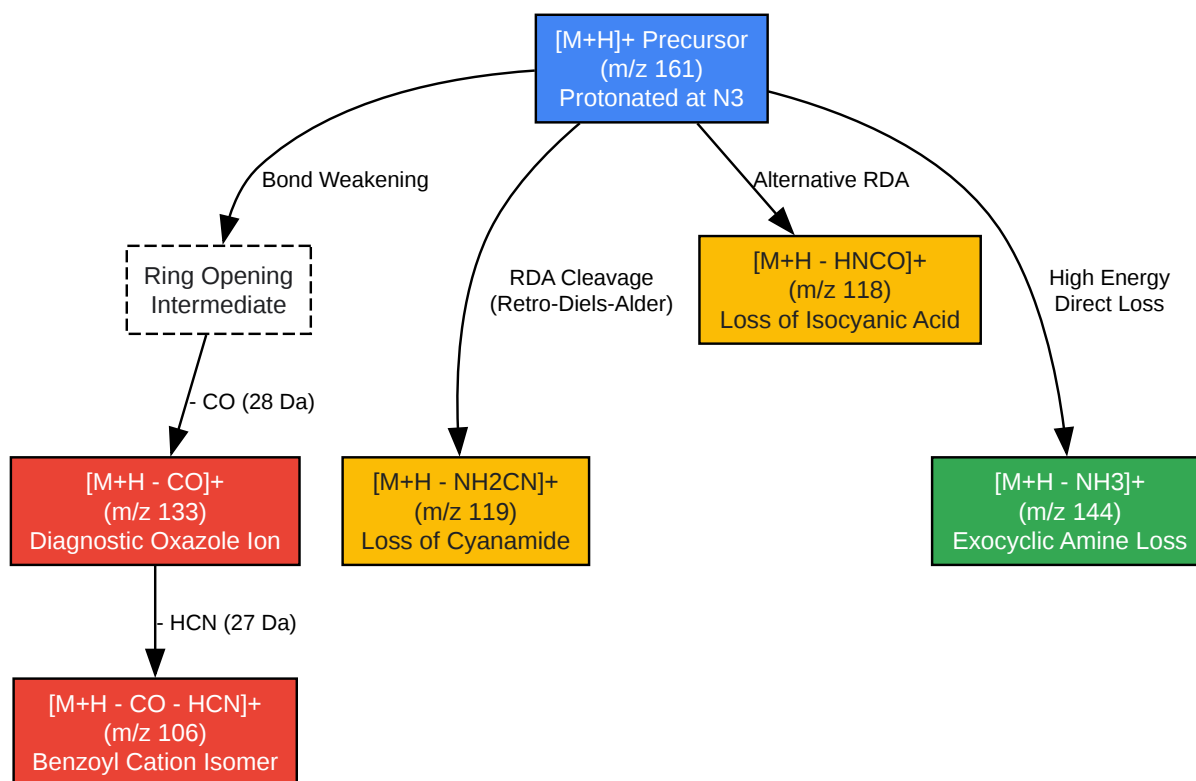 [M+H]+ Precursor
(m/z 161)
Protonated at N3
Bond Weakening
Alternative RDA
Ring Opening
Intermediate
RDA Cleavage
(Retro-Diels-Alder)
[M+H - HNCO]+
(m/z 118)
Loss of Isocyanic Acid
High Energy
Direct Loss
- CO (28 Da)
[M+H - CO]+
(m/z 133)
Diagnostic Oxazole Ion
[M+H - NH2CN]+
(m/z 119)
Loss of Cyanamide
[M+H - NH3]+
(m/z 144)
Exocyclic Amine Loss
- HCN (27 Da)
[M+H - CO - HCN]+
(m/z 106)
Benzoyl Cation Isomer